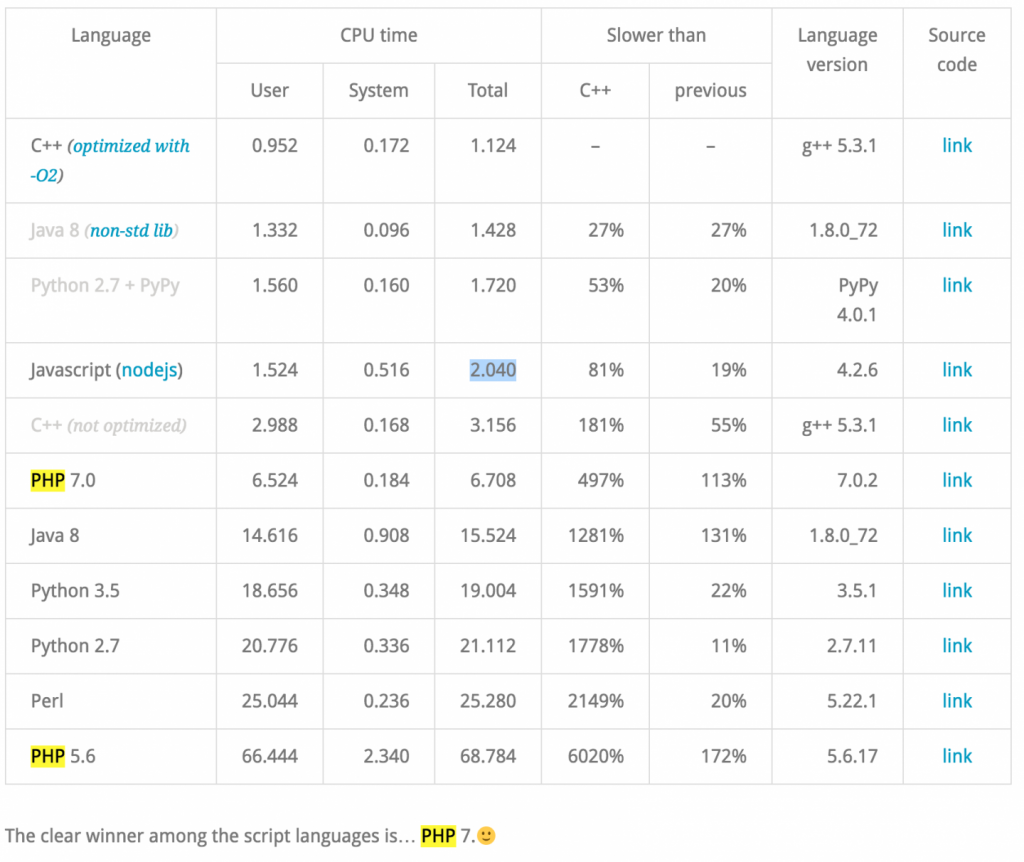 Language CPU time Slower than Language version Source code
User System Total C++ previous
C++ (optimized with -O2) 0.952 0.172 1.124 – – g++ 5.3.1 link
Java 8 (non-std lib) 1.332 0.096 1.428 27% 27% 1.8.0_72 link
Python 2.7 + PyPy 1.560 0.160 1.720 53% 20% PyPy 4.0.1 link
Javascript (nodejs) 1.524 0.516 2.040 81% 19% 4.2.6 link
C++ (not optimized) 2.988 0.168 3.156 181% 55% g++ 5.3.1 link
PHP 7.0 6.524 0.184 6.708 497% 113% 7.0.2 link
Java 8 14.616 0.908 15.524 1281% 131% 1.8.0_72 link
Python 3.5 18.656 0.348 19.004 1591% 22% 3.5.1 link
Python 2.7 20.776 0.336 21.112 1778% 11% 2.7.11 link
Perl 25.044 0.236 25.280 2149% 20% 5.22.1 link
PHP 5.6 66.444 2.340 68.784 6020% 172% 5.6.17 link
The clear winner among the script languages is… PHP 7.🙂